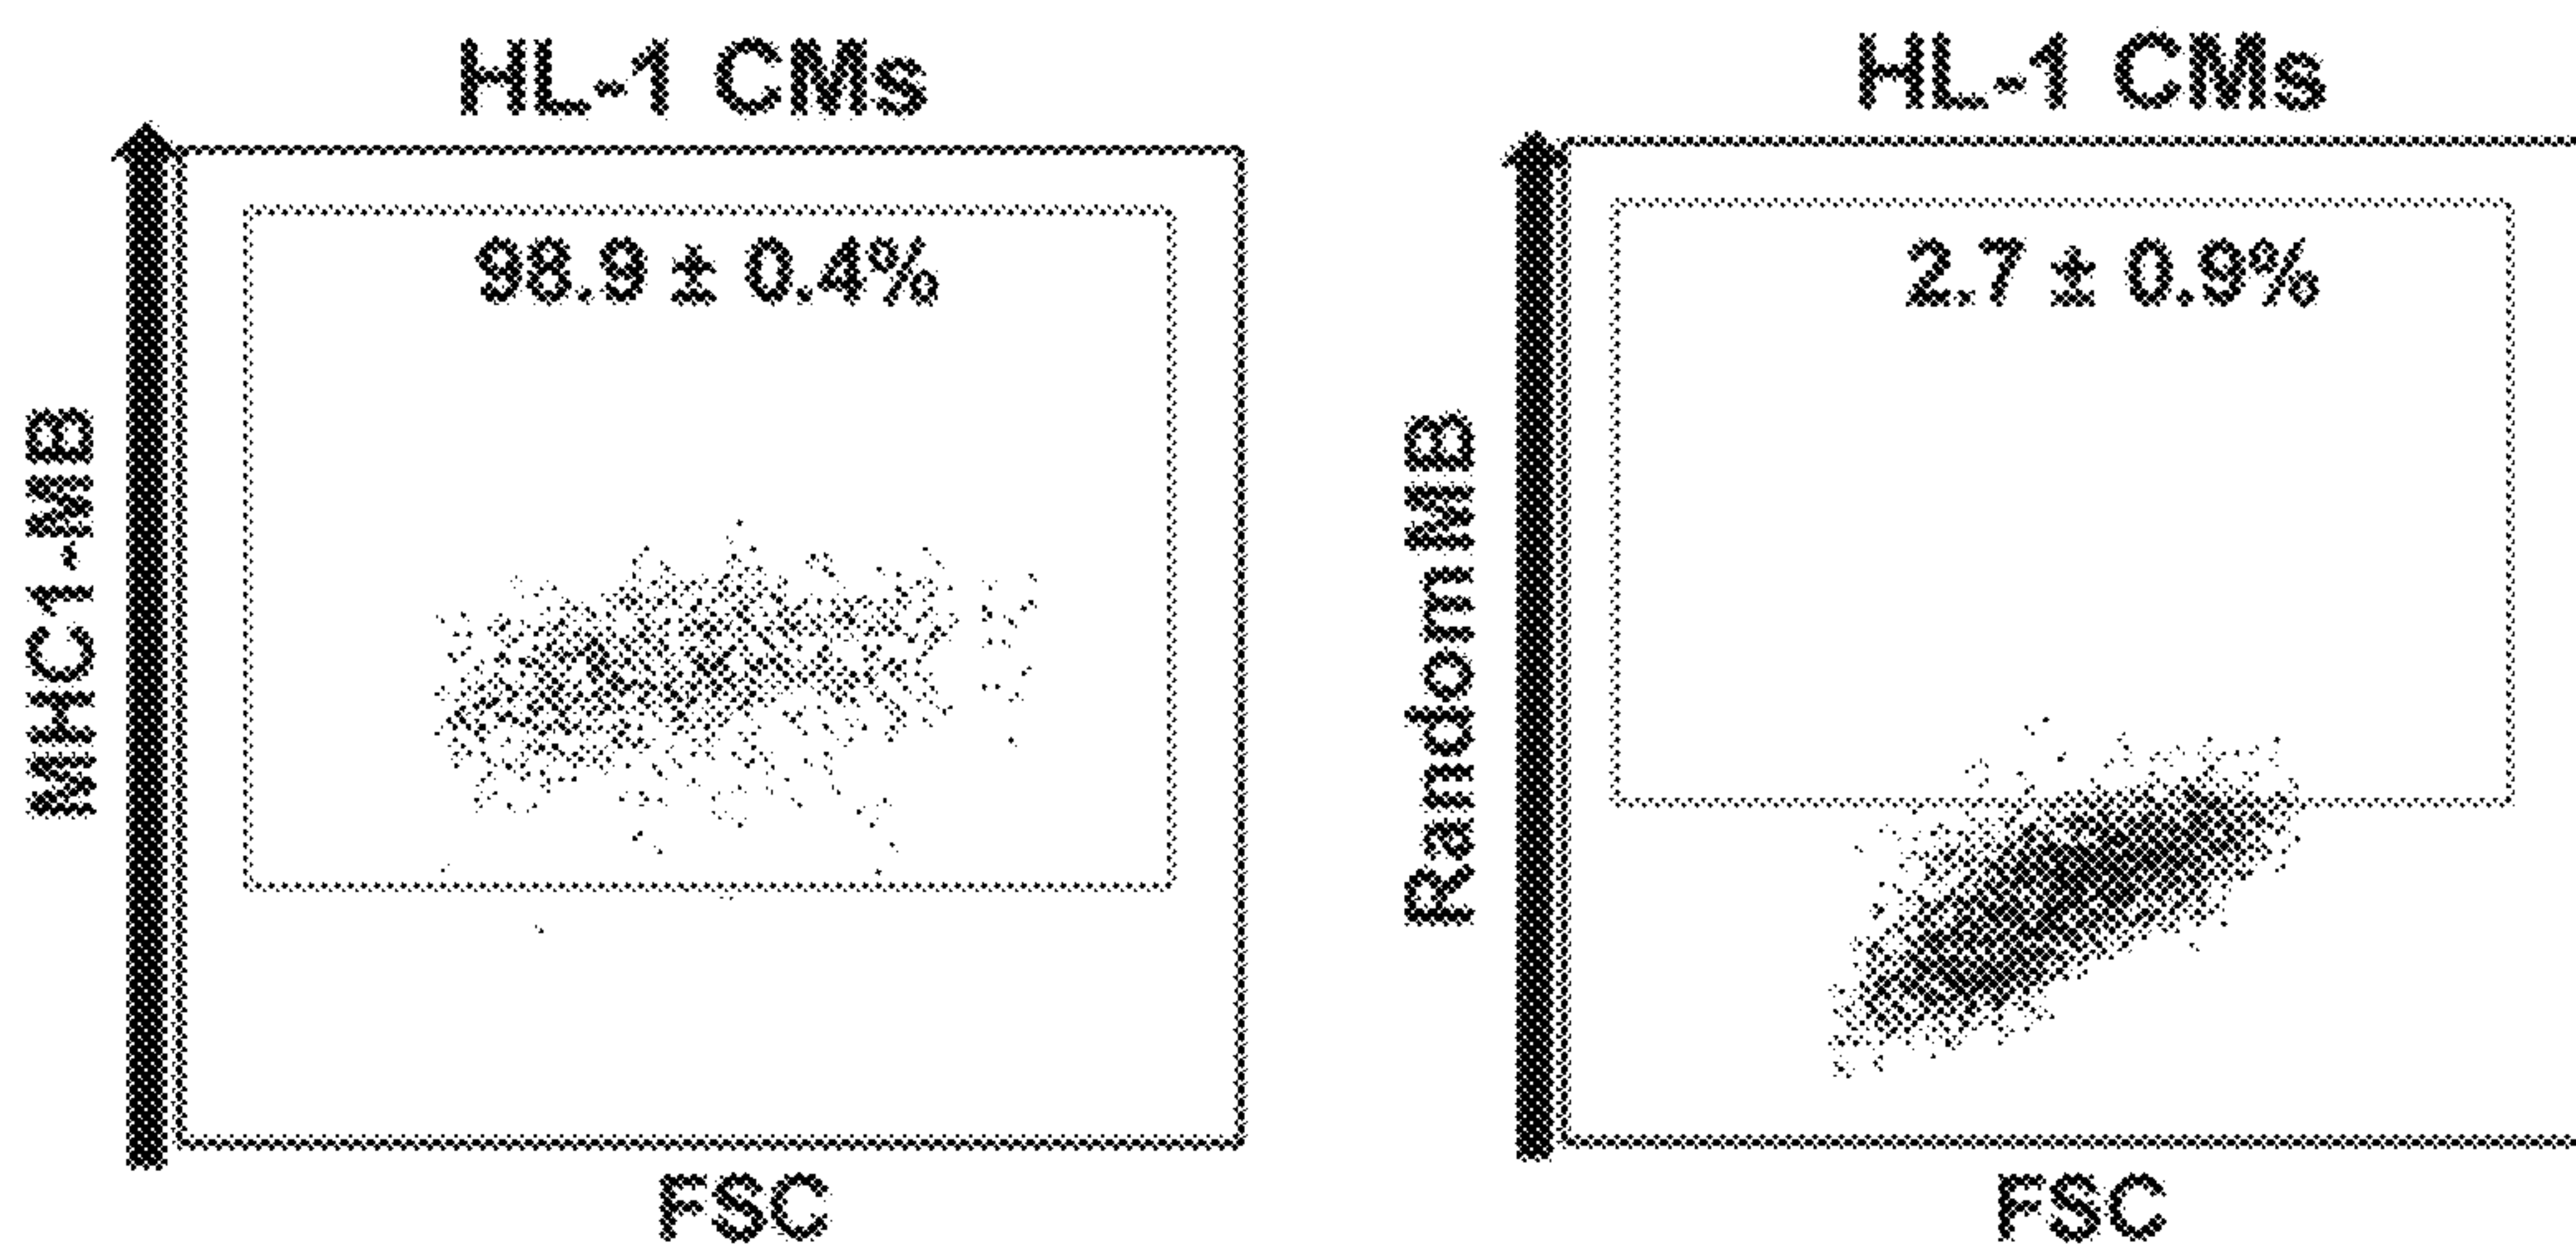 HL-1 CMs
98.9 ± 0.4%
MHC1-MB
FSC
HL-1 CMs
2.7 ± 0.9%
Random MB
FSC